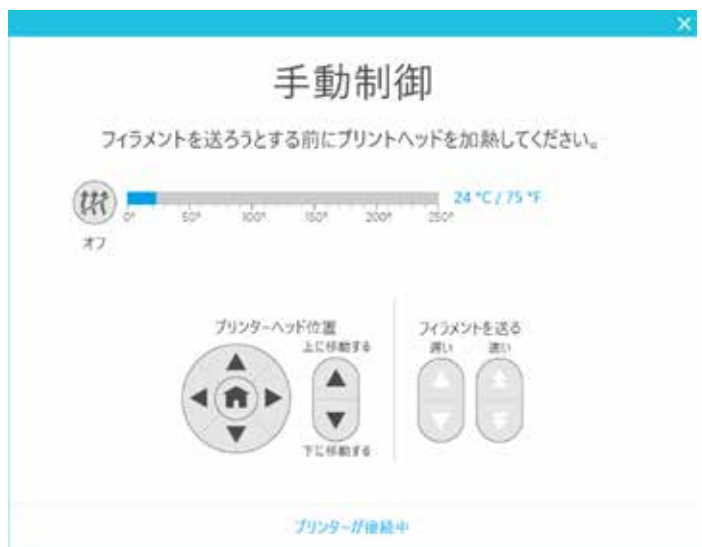 手動制御
フィラメントを送ろうとする前にプリントヘッドを加熱してください。
24 °C / 75 °F
0° 50° 100° 150° 200° 250°
オフ
プリンターヘッド位置
上に移動する
下に移動する
フィラメントを送る
遅い 速い
プリンターが接続中